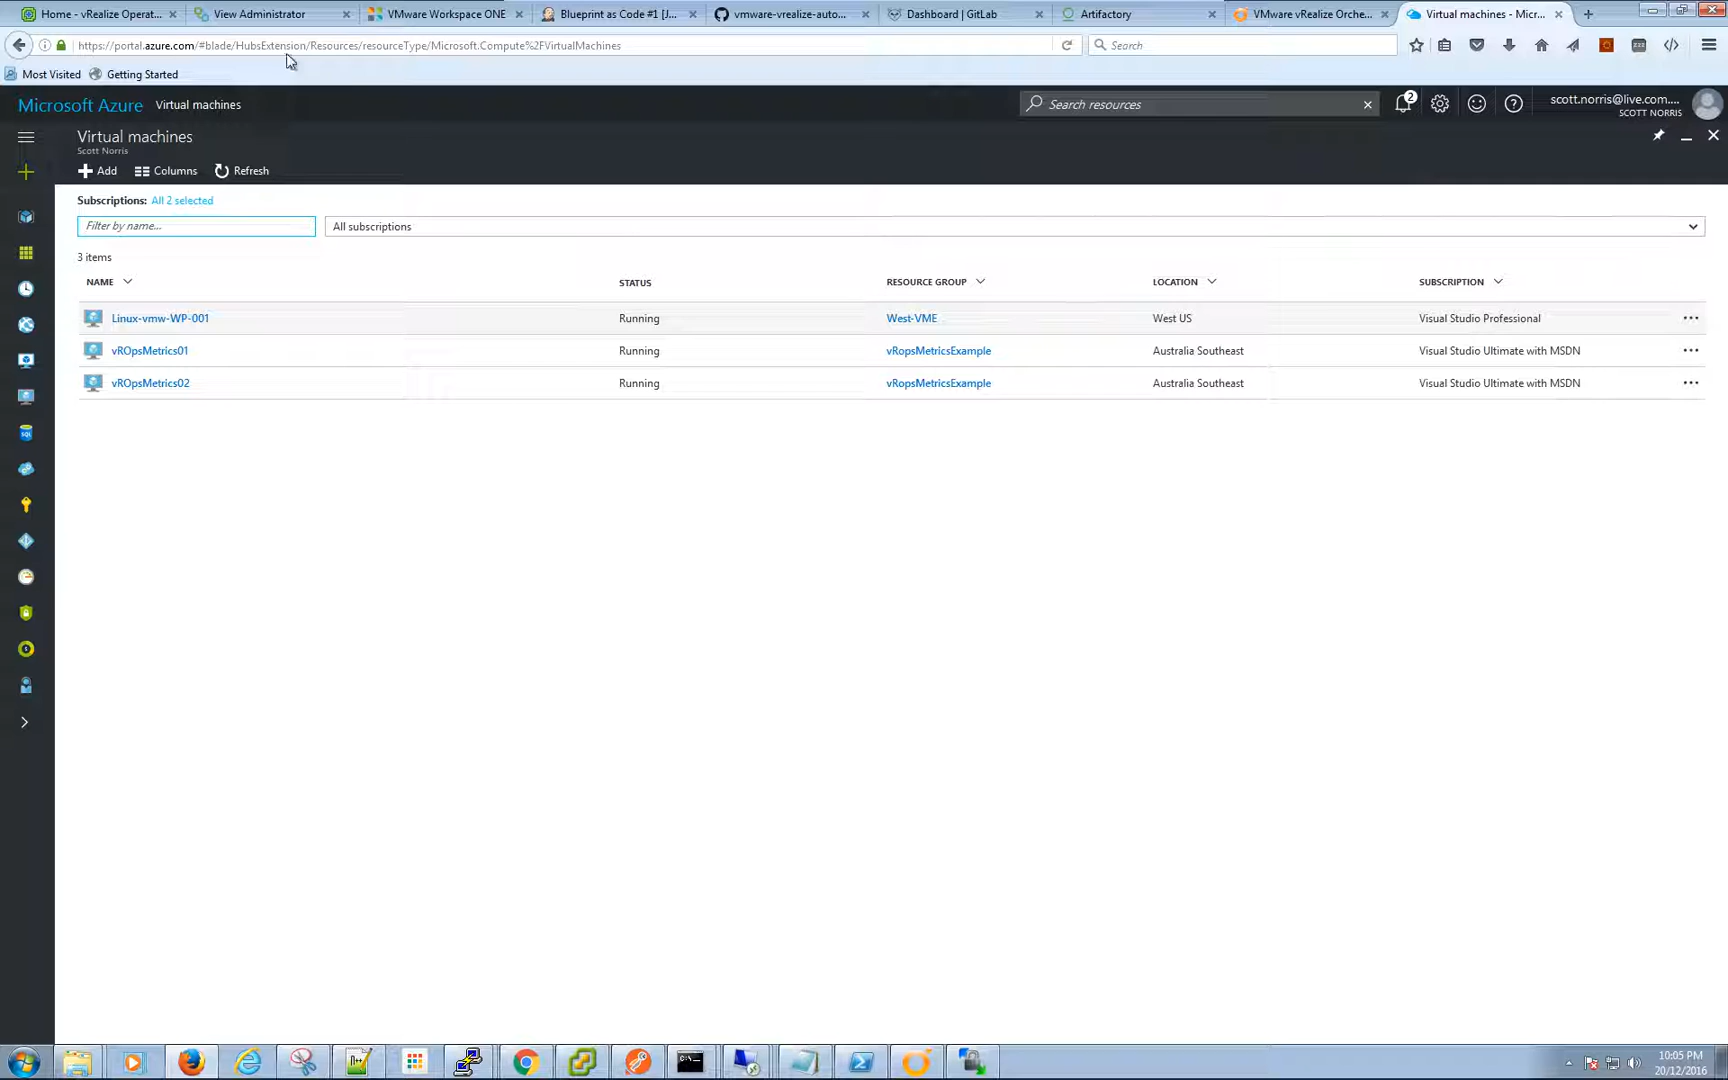 Home - vRealize Operat...
View Administrator
VMware Workspace ONE
Blueprint as Code #1 [J...
vmware-vrealize-auto...
Dashboard | GitLab
Artifactory
VMware vRealize Orche...
Virtual machines - Micr...
https://portal.azure.com/#blade/HubsExtension/Resources/resourceType/Microsoft.Compute%2FVirtualMachines
Search
Most Visited
Getting Started
Microsoft Azure Virtual machines
Search resources
2
scott.norris@live.com....
SCOTT NORRIS
Virtual machines
Scott Norris
Add Columns Refresh
Subscriptions: All 2 selected
Filter by name...
All subscriptions
3 items
NAME STATUS RESOURCE GROUP LOCATION SUBSCRIPTION
Linux-vmw-WP-001 Running West-VME West US Visual Studio Professional
vROpsMetrics01 Running vRopsMetricsExample Australia Southeast Visual Studio Ultimate with MSDN
vROpsMetrics02 Running vRopsMetricsExample Australia Southeast Visual Studio Ultimate with MSDN
10:05 PM
20/12/2016